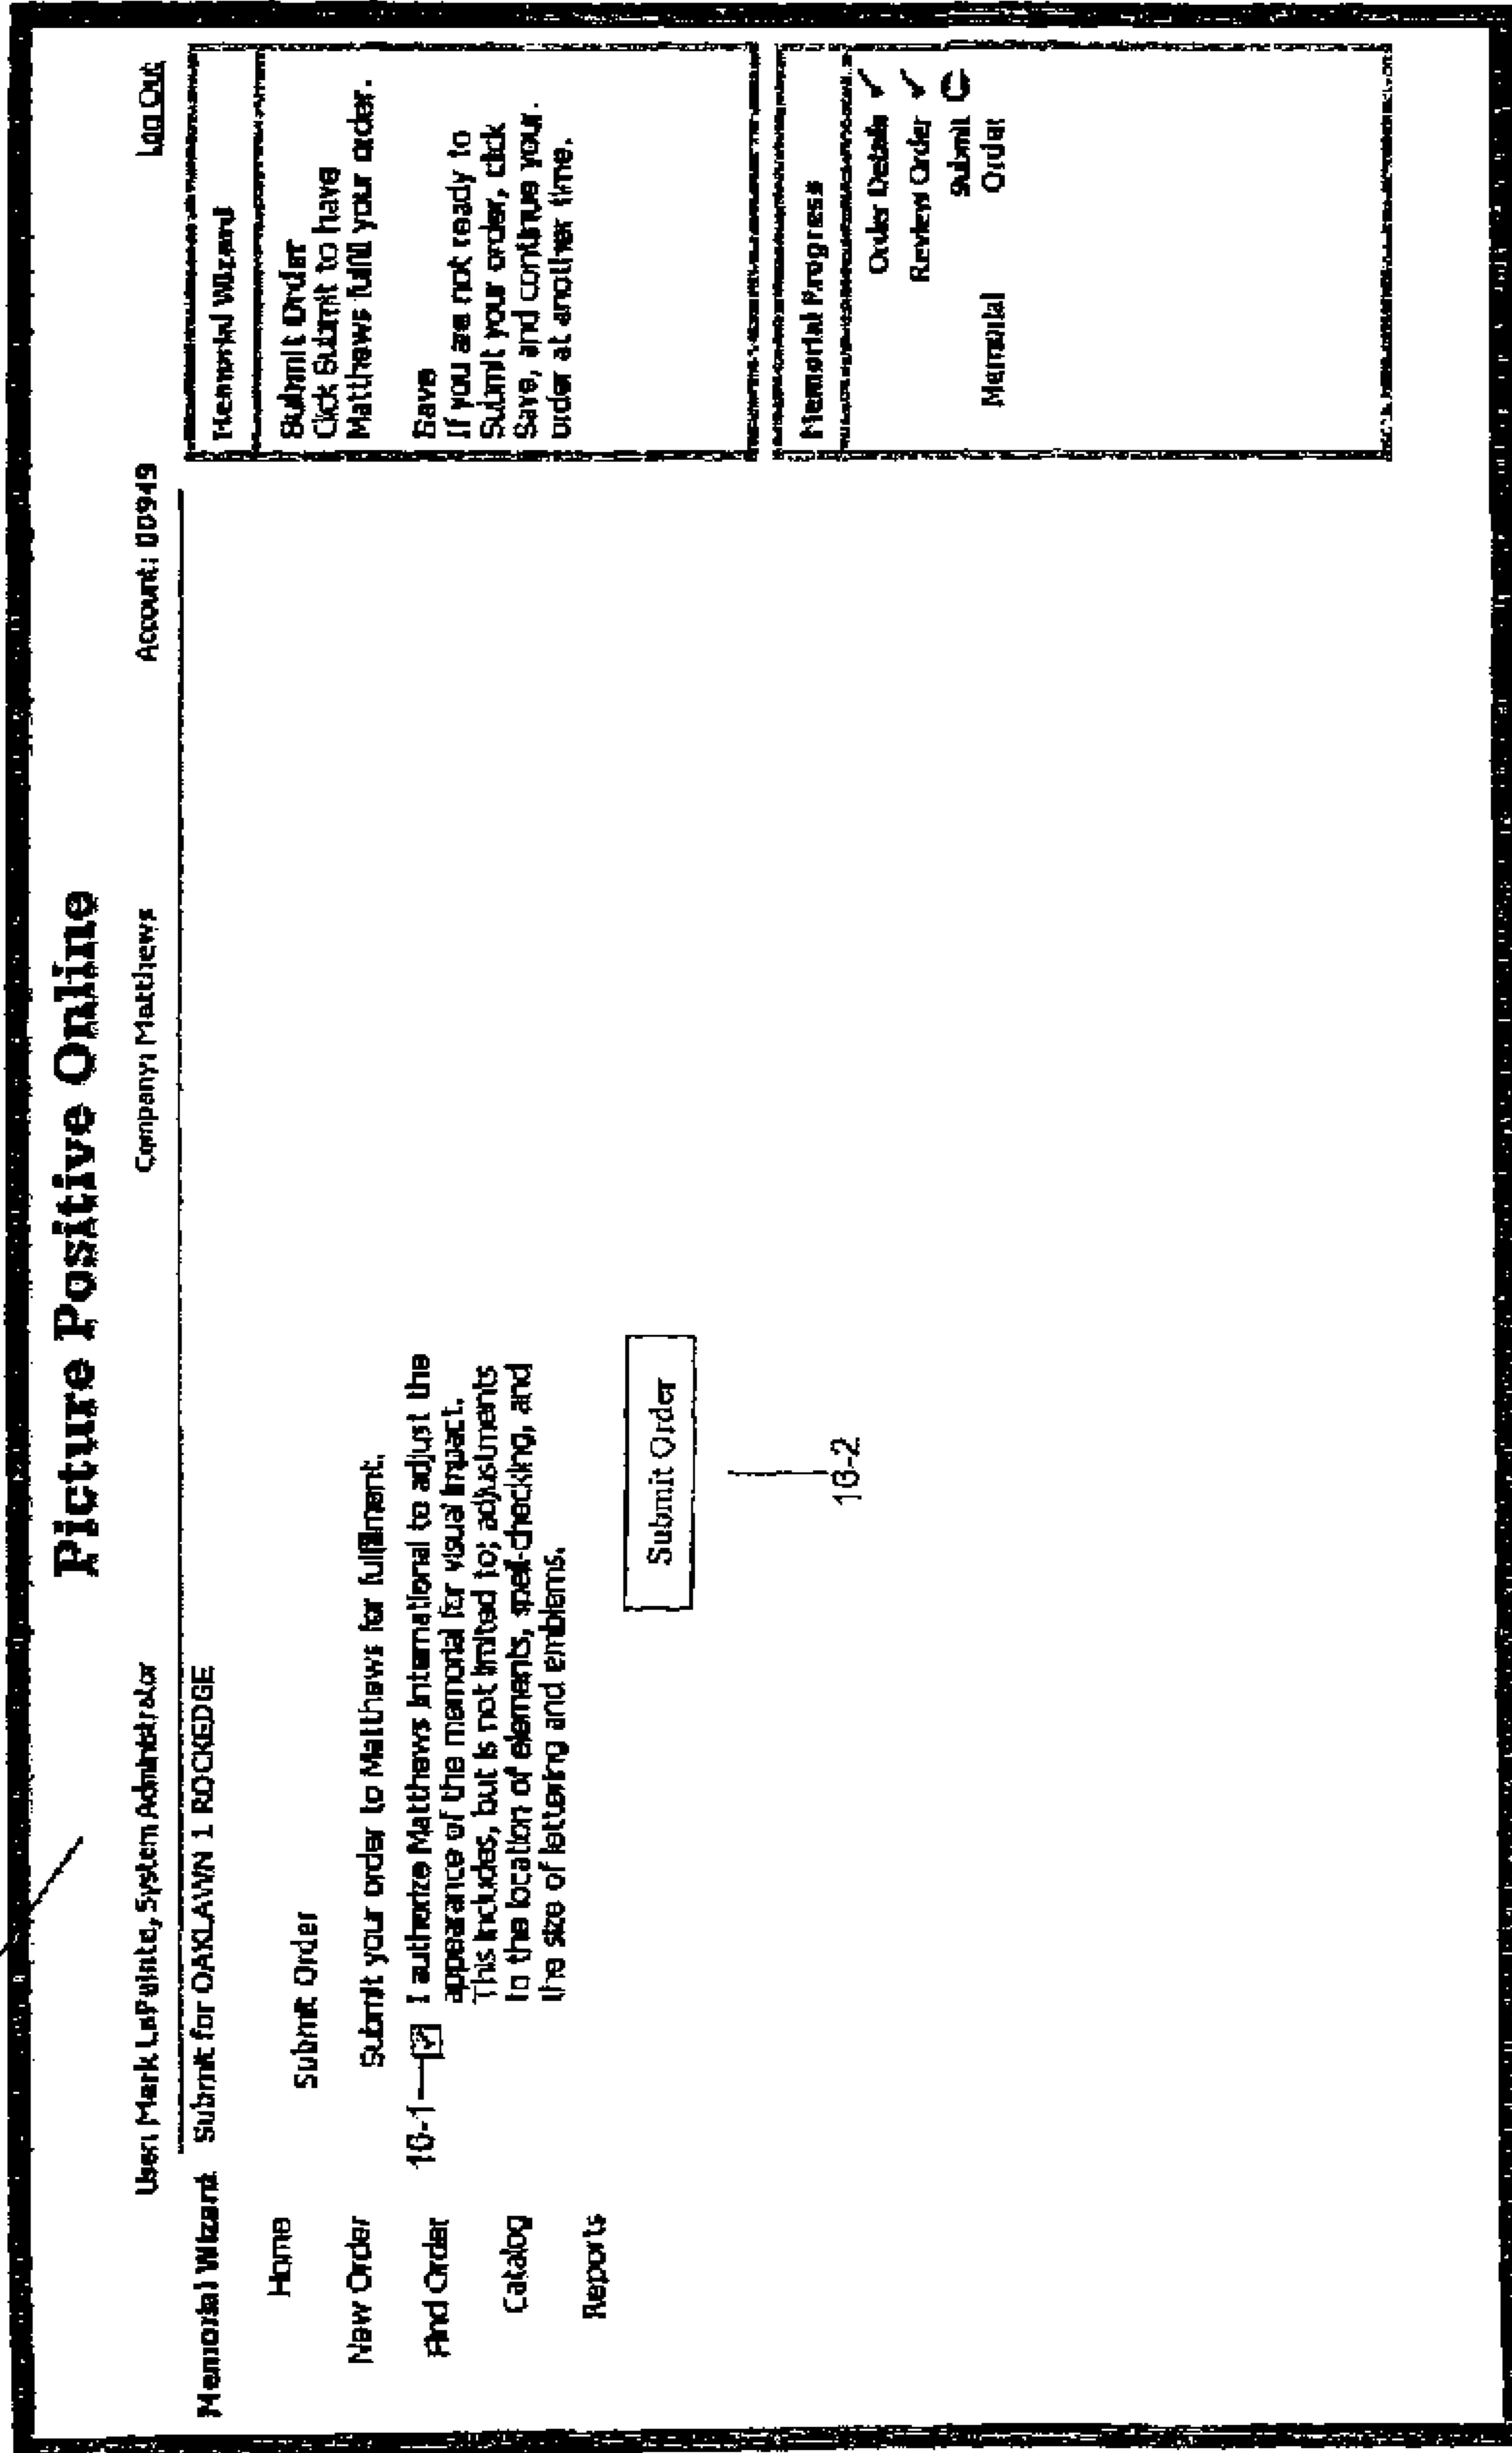 Picture Positive Online
User: Mark LaPointe, System Administrator
Company: Matthews
Account: 00949
Log Out
Memorial Wizard
Submit for OAKLAWN 1 ROCKEDGE
Home
New Order
Find Order
Catalog
Reports
Submit Order
Submit your order to Matthews for fulfillment.
10-1
I authorize Matthews International to adjust the
appearance of the memorial for visual impact.
This includes, but is not limited to; adjustments
to the location of elements, spell-checking, and
the size of lettering and emblems.
Submit Order
10-2
Memorial Wizard
Submit Order
Click Submit to have
Matthews fulfill your order.
Save
If you are not ready to
Submit your order, click
Save, and continue your
order at another time.
Memorial Progress
Order Details ✓
Review Order ✓
Submit
Memorial Order